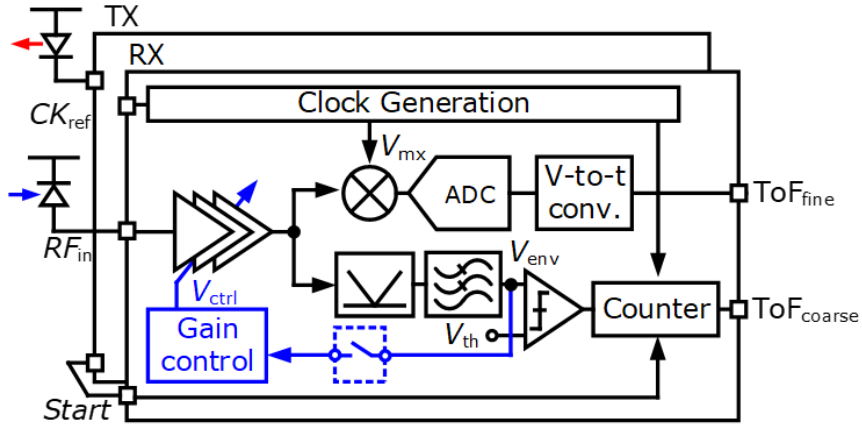 TX
RX
Clock Generation
CKref
Vmx
ADC
V-to-t
conv.
ToFfine
RFin
Venv
Vctrl
Gain
control
Vth
Counter
ToFcoarse
Start